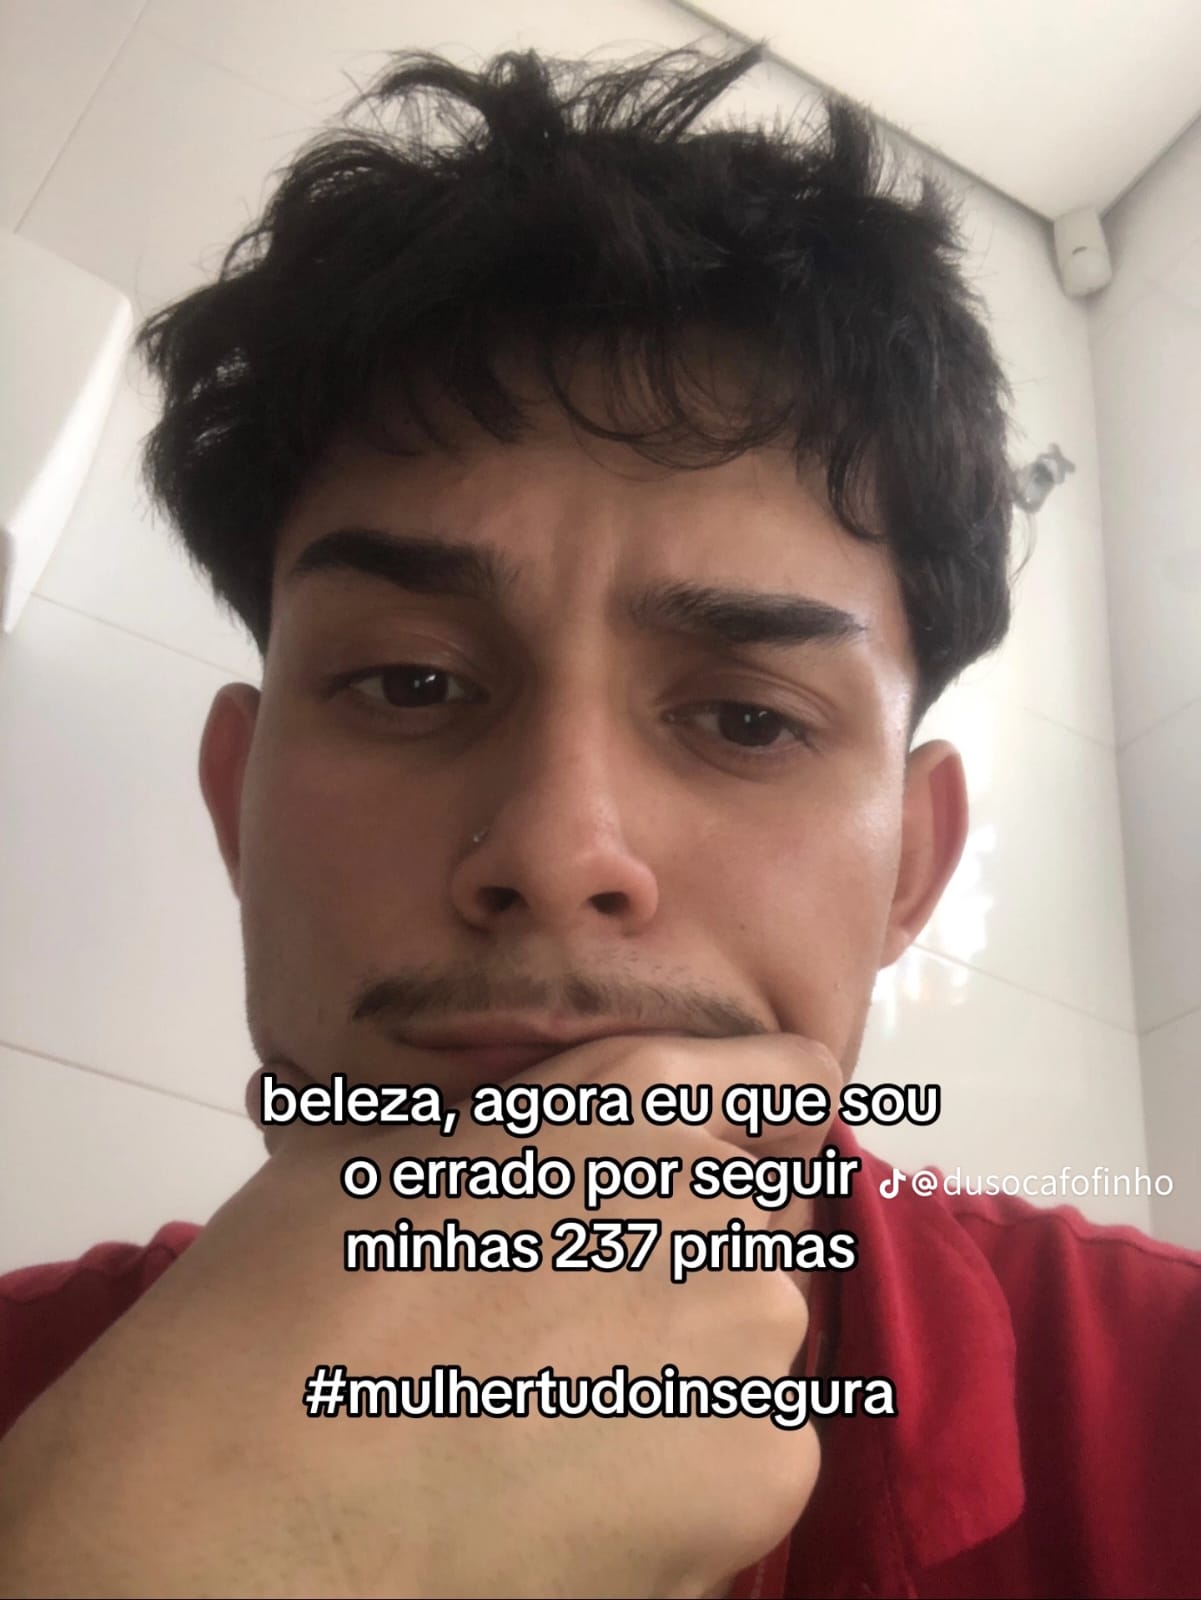 beleza, agora eu que sou
o errado por seguir
@dusocafofinho
minhas 237 primas
#mulhertudoinsegura